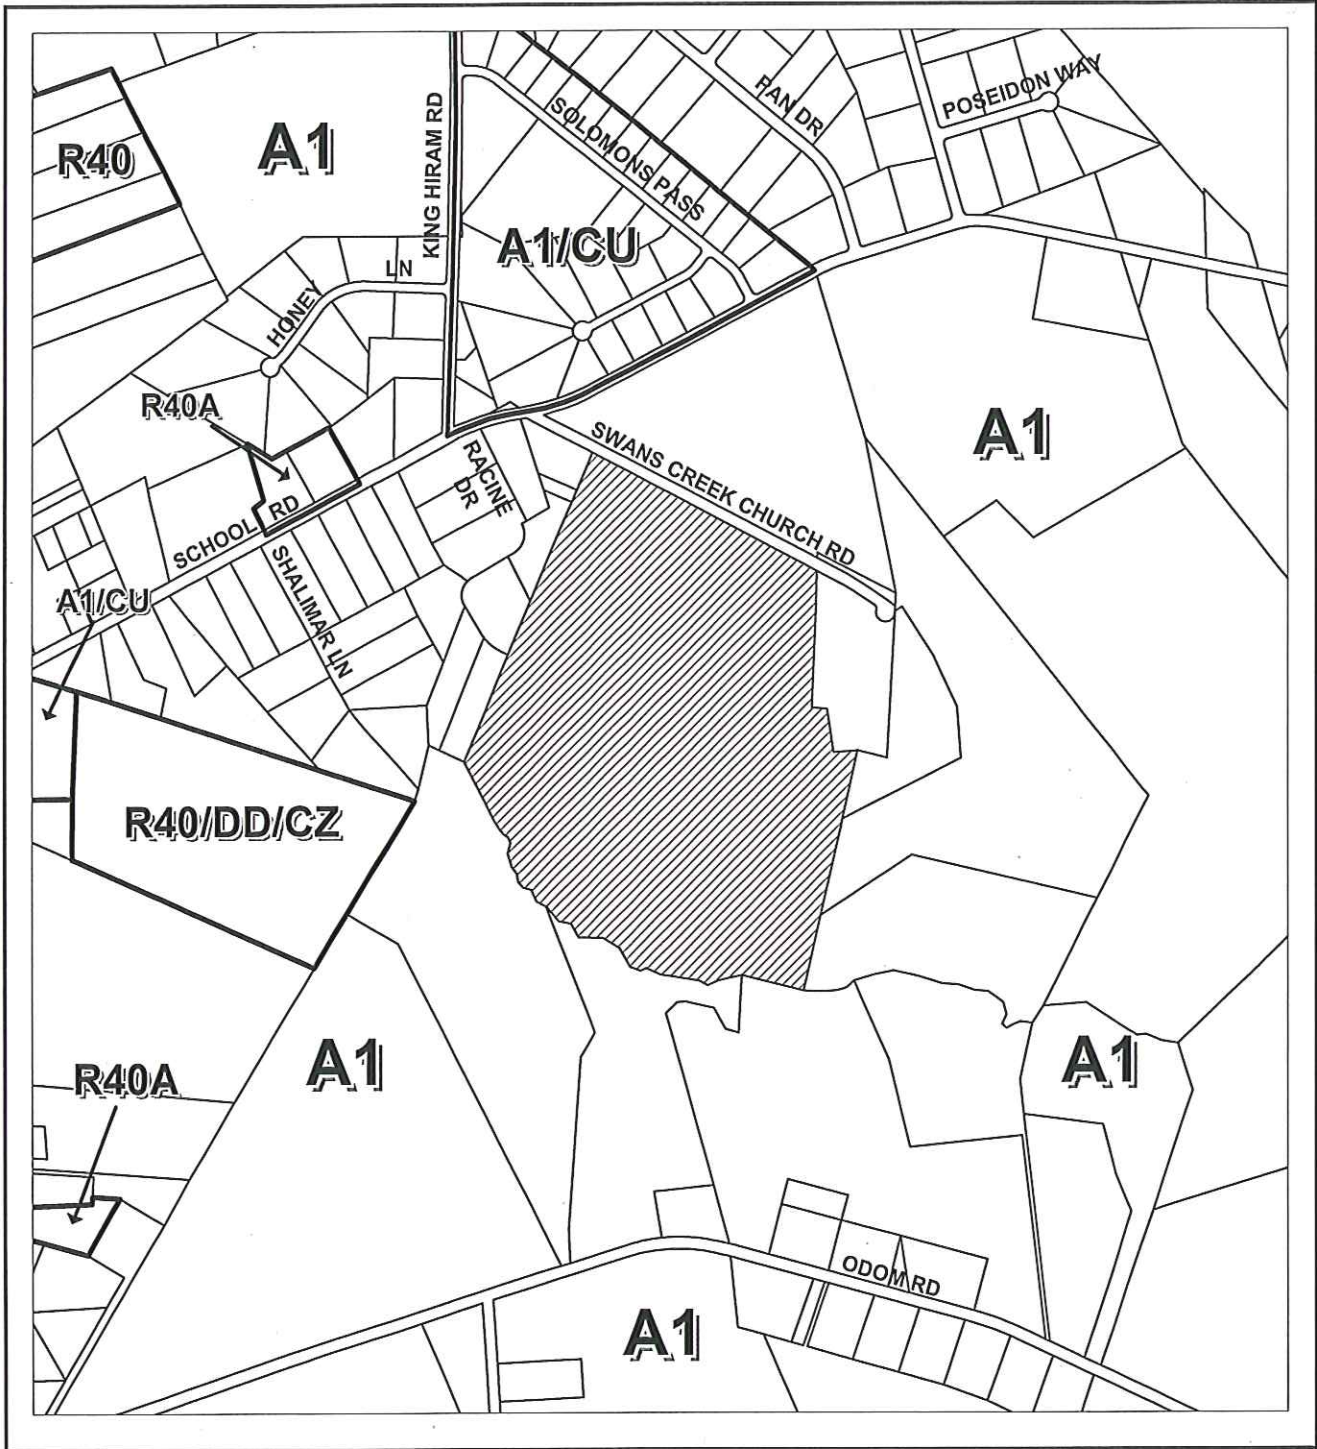 POSEIDON WAY
PAN DR
SOLOMONS PASS
KING HIRAM RD
A1
R40
A1/CU
LN
HONEY
R40A
A1
SWANS CREEK CHURCH RD
RACINE
DR
SCHOOL RD
SHALIMAR LN
A1/CU
R40/DD/CZ
A1
A1
R40A
ODOM RD
A1